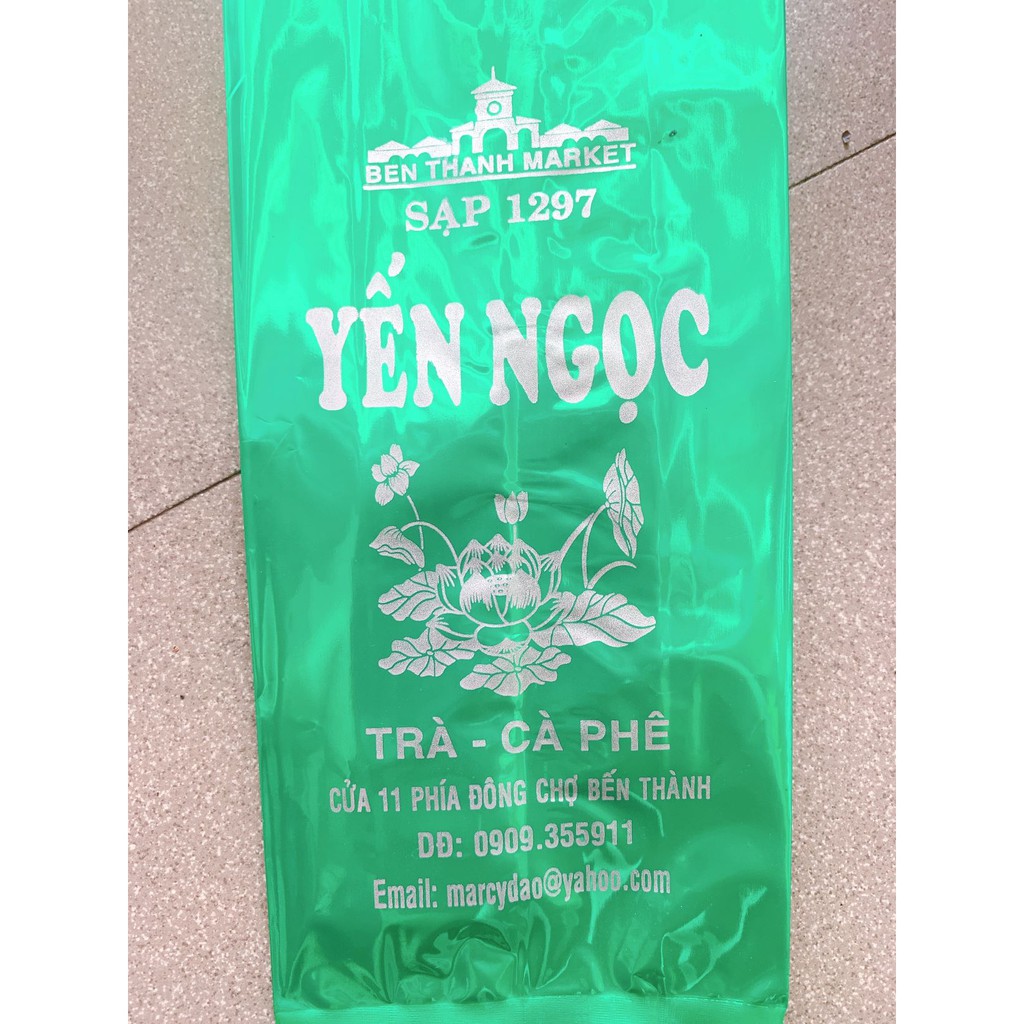 BEN THANH MARKET
SẠP 1297
YẾN NGỌC
TRÀ - CÀ PHÊ
CỬA 11 PHÍA ĐÔNG CHỢ BẾN THÀNH
DĐ: 0909.355911
Email: marcydao@yahoo.com